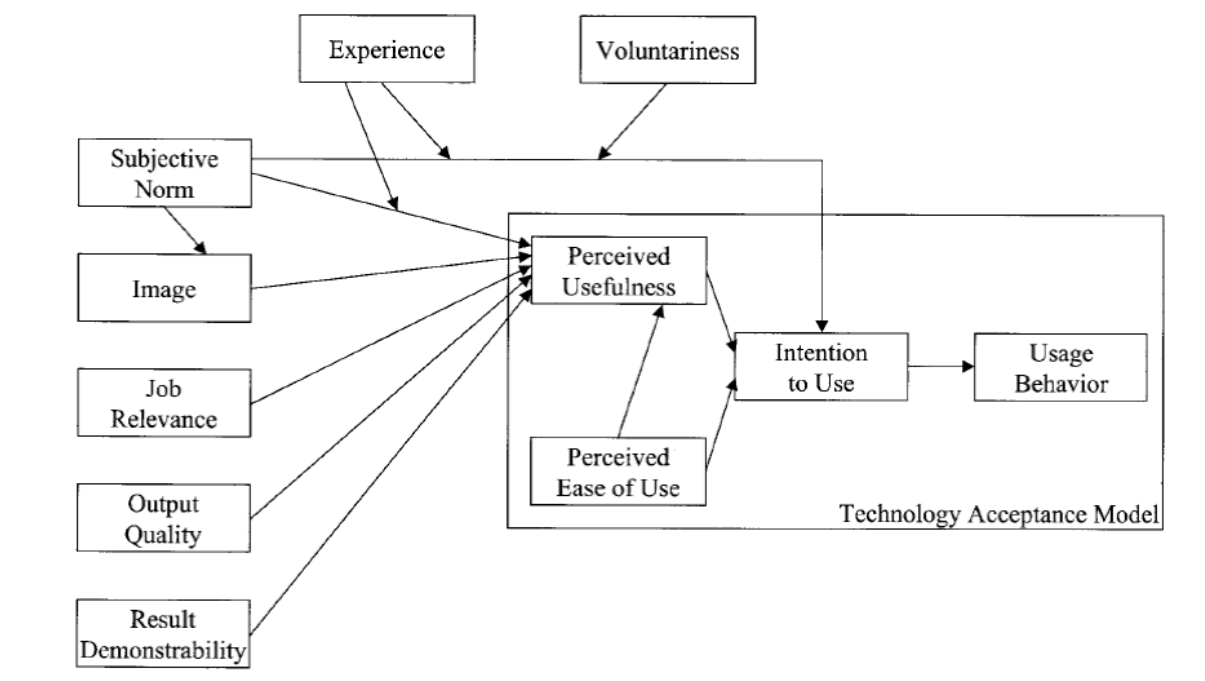 Experience
Voluntariness
Subjective
Norm
Image
Job
Relevance
Output
Quality
Result
Demonstrability
Perceived
Usefulness
Perceived
Ease of Use
Intention
to Use
Usage
Behavior
Technology Acceptance Model